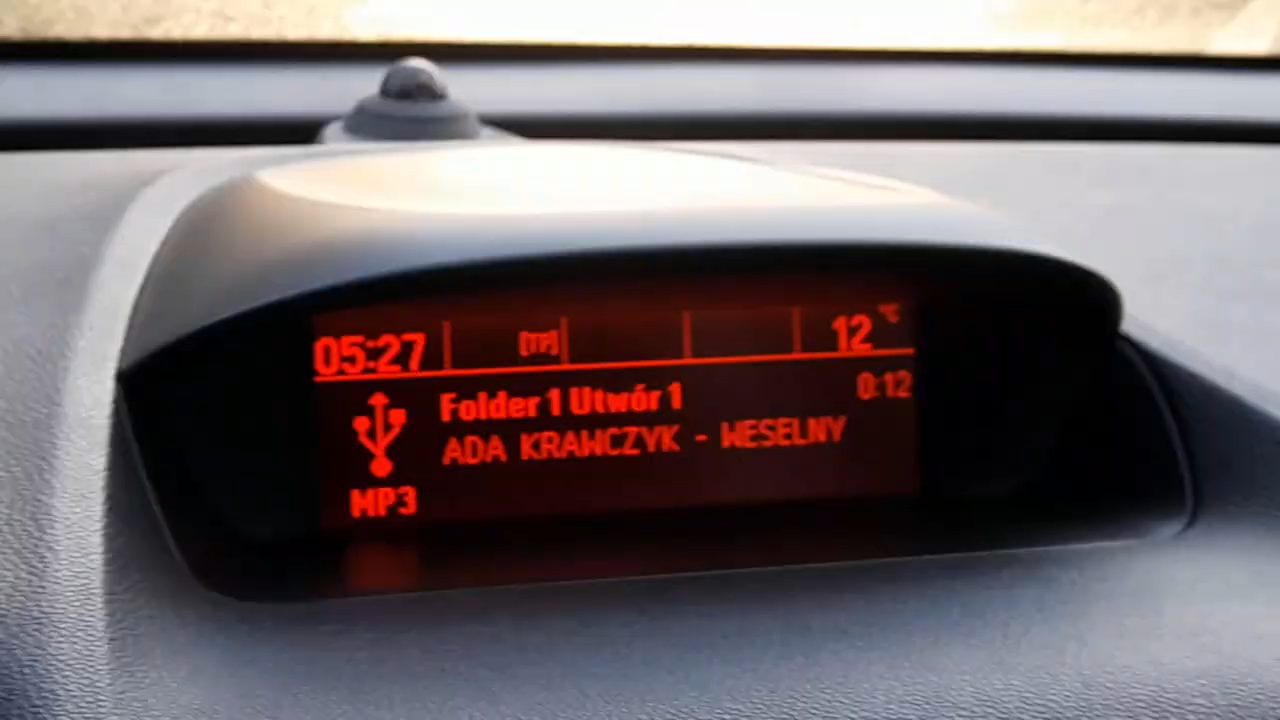 05:27 [TP] 12 °C
Folder 1 Utwór 1 0:12
ADA KRAWCZYK - WESELNY
MP3